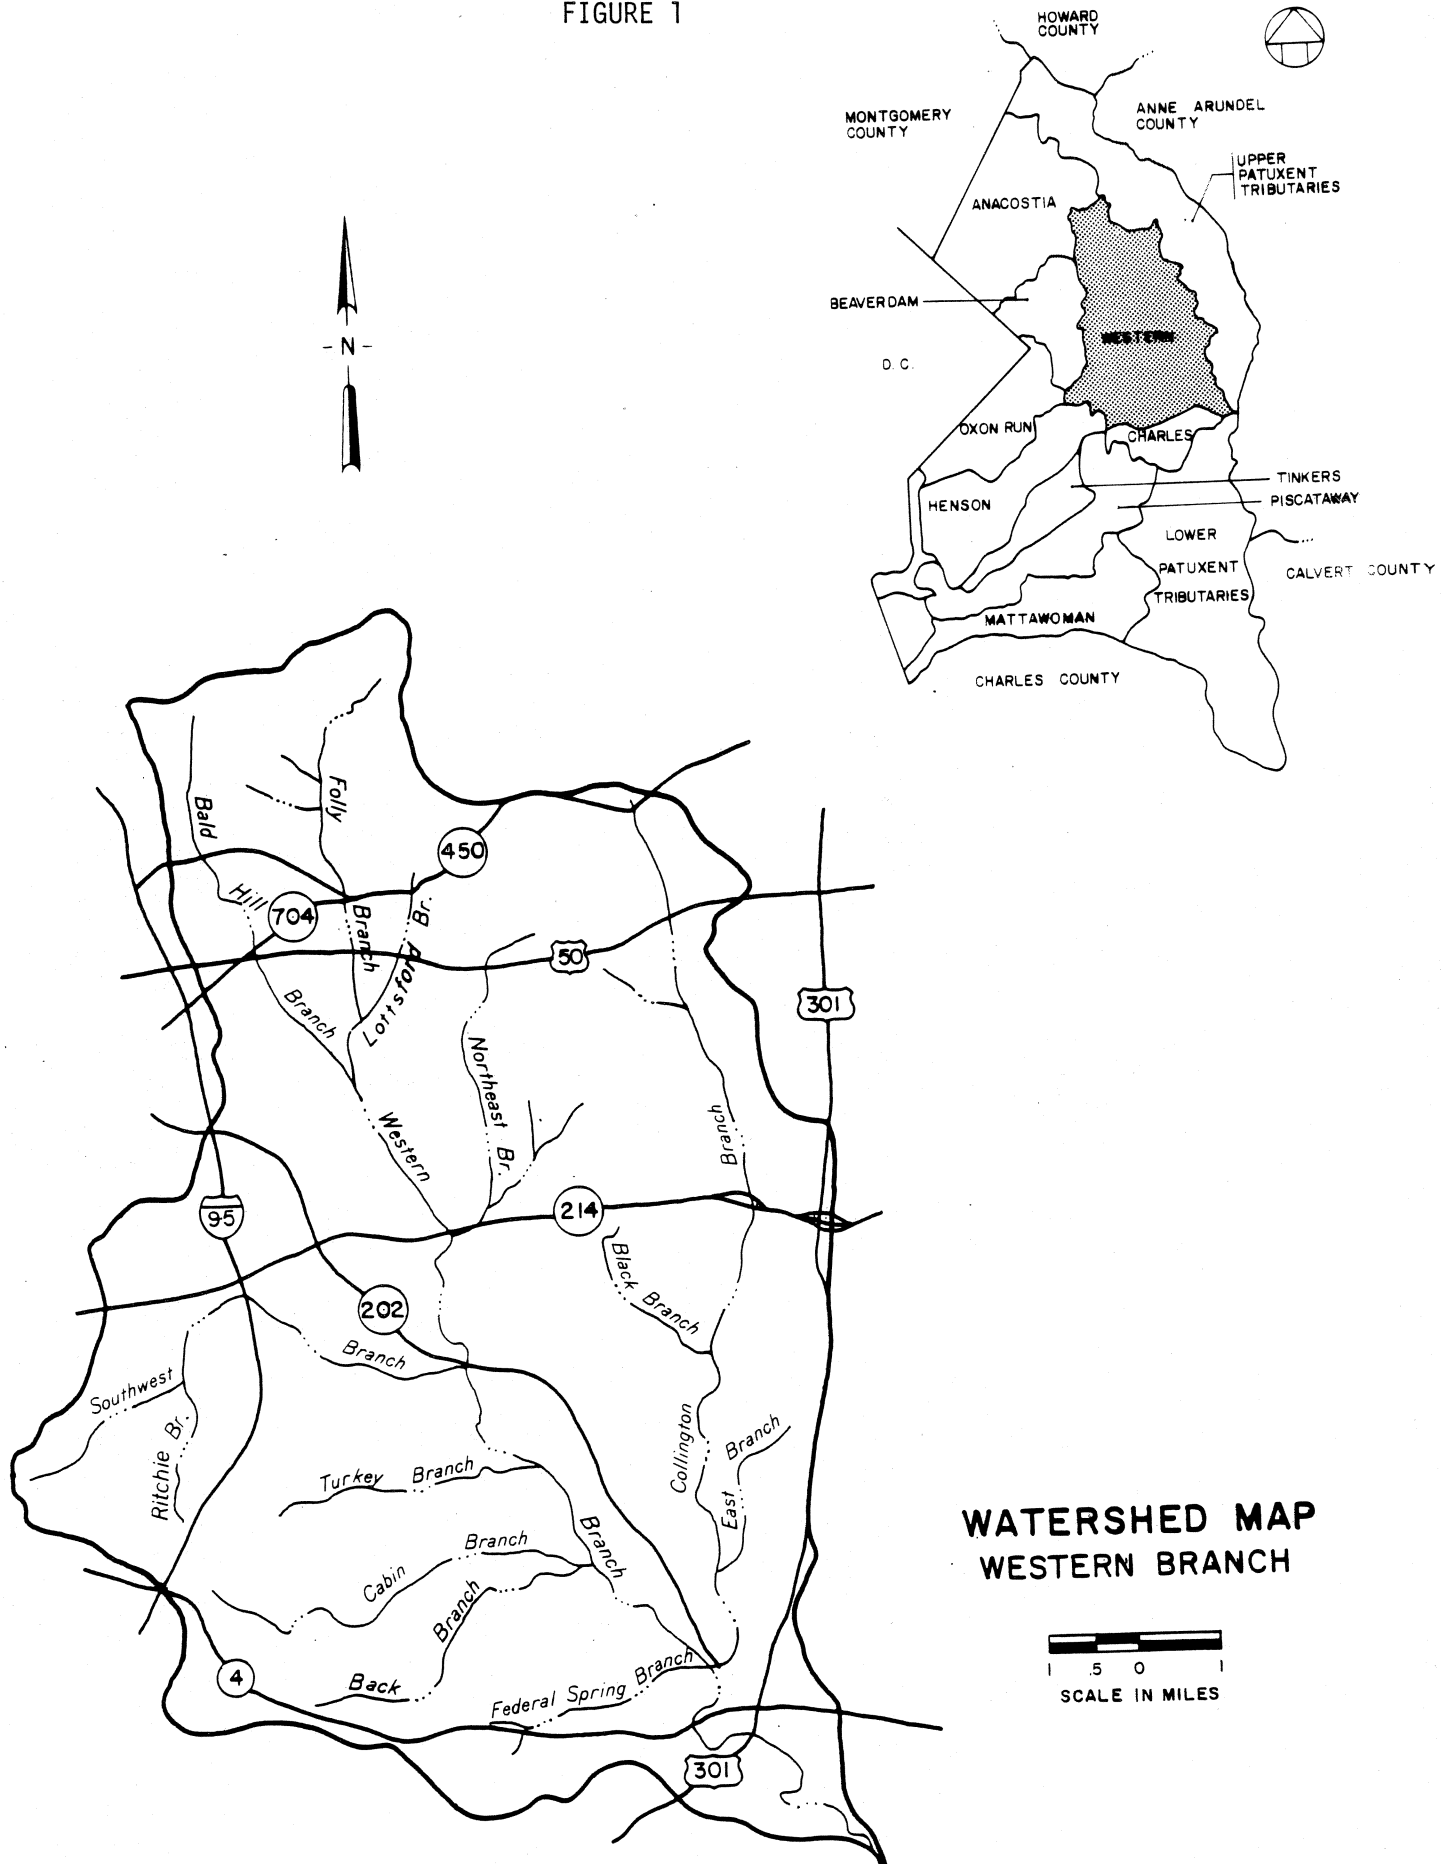 FIGURE 1
HOWARD
COUNTY
MONTGOMERY
COUNTY
ANNE ARUNDEL
COUNTY
UPPER
PATUXENT
TRIBUTARIES
ANACOSTIA
BEAVERDAM
WESTERN
D.C.
OXON RUN
CHARLES
TINKERS
HENSON
PISCATAWAY
LOWER
PATUXENT
TRIBUTARIES
CALVERT COUNTY
MATTAWOMAN
CHARLES COUNTY
- N -
Bald
Hill
Branch
Folly
Branch
450
704
Lottsford Br.
50
301
Northeast Br.
Western
Branch
Branch
95
214
202
Black Branch
Branch
Southwest
Ritchie Br.
Collington
East Branch
Turkey Branch
Cabin Branch
Back Branch
4
Federal Spring Branch
301
WATERSHED MAP
WESTERN BRANCH
1 .5 0 1
SCALE IN MILES